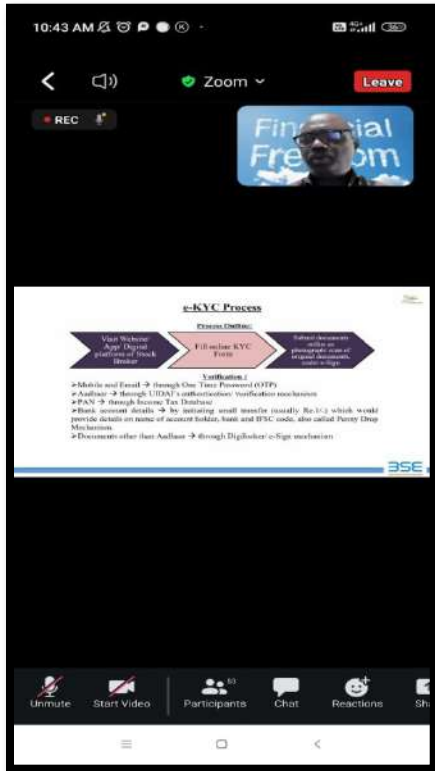 10:43 AM
Zoom
Leave
REC
Financial
Freedom
e-KYC Process
Process Outline:
Visit Website/
App/ Digital
platform of Stock
Broker
Fill online KYC
Form
Submit documents
online as
photographs/scan of
original documents,
under e-Sign
Verification :
➢Mobile and Email → through One Time Password (OTP)
➢Aadhaar → through UIDAI's authentication/ verification mechanism
➢PAN → through Income Tax Database
➢Bank account details → by initiating small transfer (usually Re.1/-) which would
provide details on name of account holder, bank and IFSC code, also called Penny Drop
Mechanism.
➢Documents other than Aadhaar → through Digilocker/ e-Sign mechanism
BSE
Unmute
Start Video
Participants
Chat
Reactions
Sh